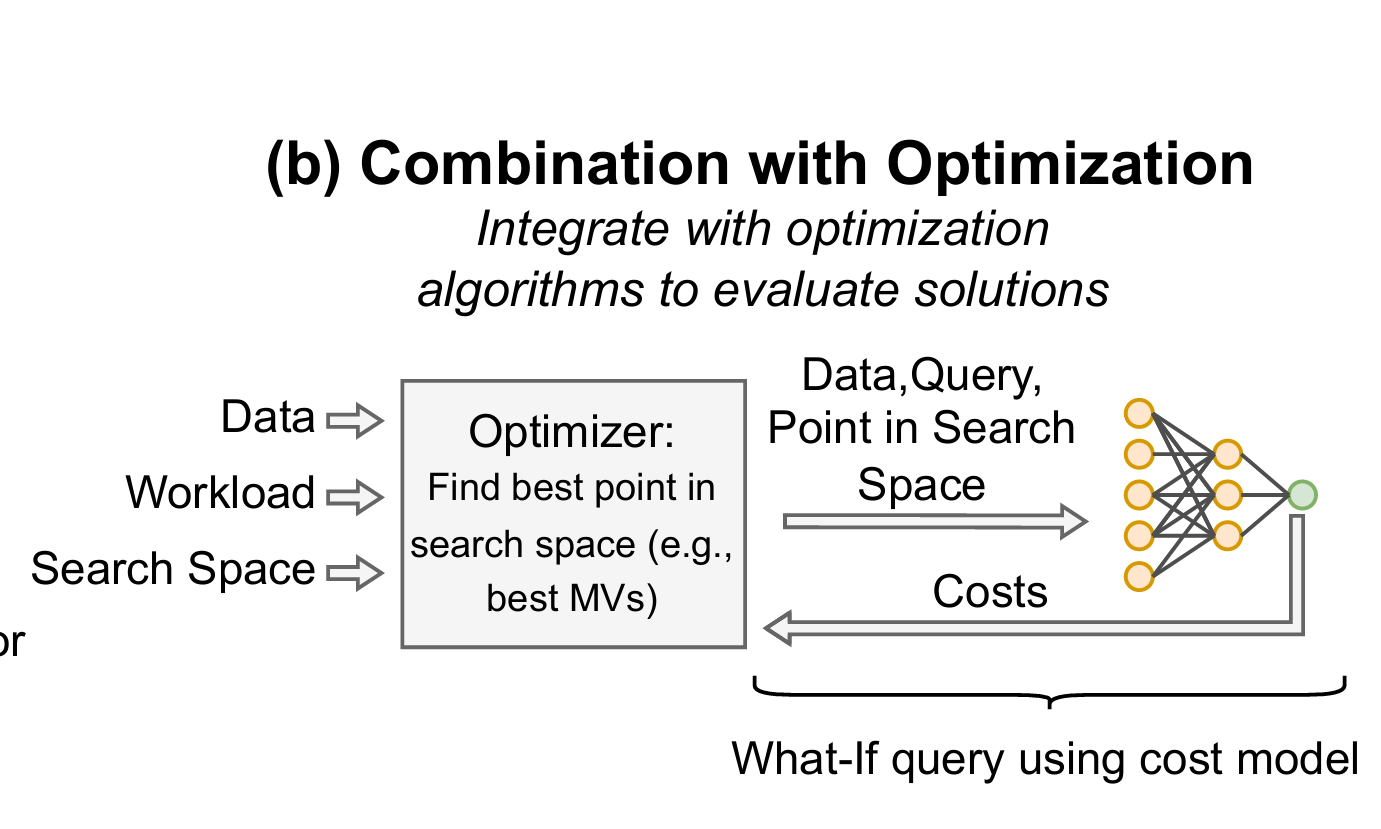 (b) Combination with Optimization
Integrate with optimization
algorithms to evaluate solutions
Data
Workload
Search Space
or
Optimizer:
Find best point in
search space (e.g.,
best MVs)
Data,Query,
Point in Search
Space
Costs
What-If query using cost model